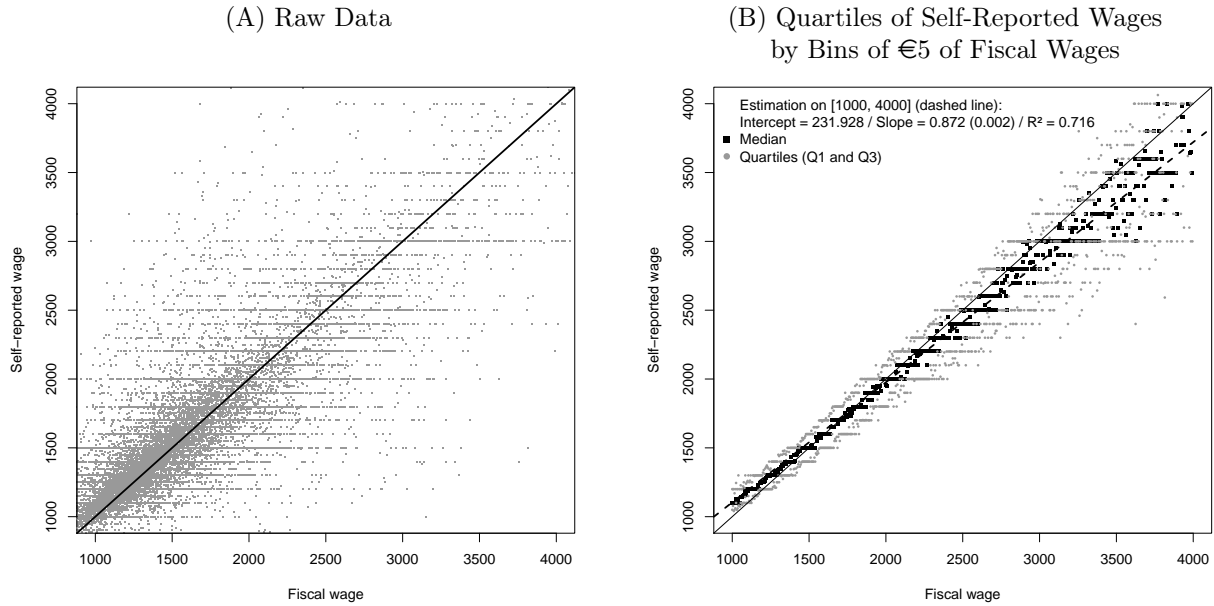 (A) Raw Data
4000
3500
3000
2500
2000
1500
1000
Self−reported wage
1000 1500 2000 2500 3000 3500 4000
Fiscal wage
(B) Quartiles of Self-Reported Wages
by Bins of €5 of Fiscal Wages
Estimation on [1000, 4000] (dashed line):
Intercept = 231.928 / Slope = 0.872 (0.002) / R² = 0.716
Median
Quartiles (Q1 and Q3)
4000
3500
3000
2500
2000
1500
1000
Self−reported wage
1000 1500 2000 2500 3000 3500 4000
Fiscal wage